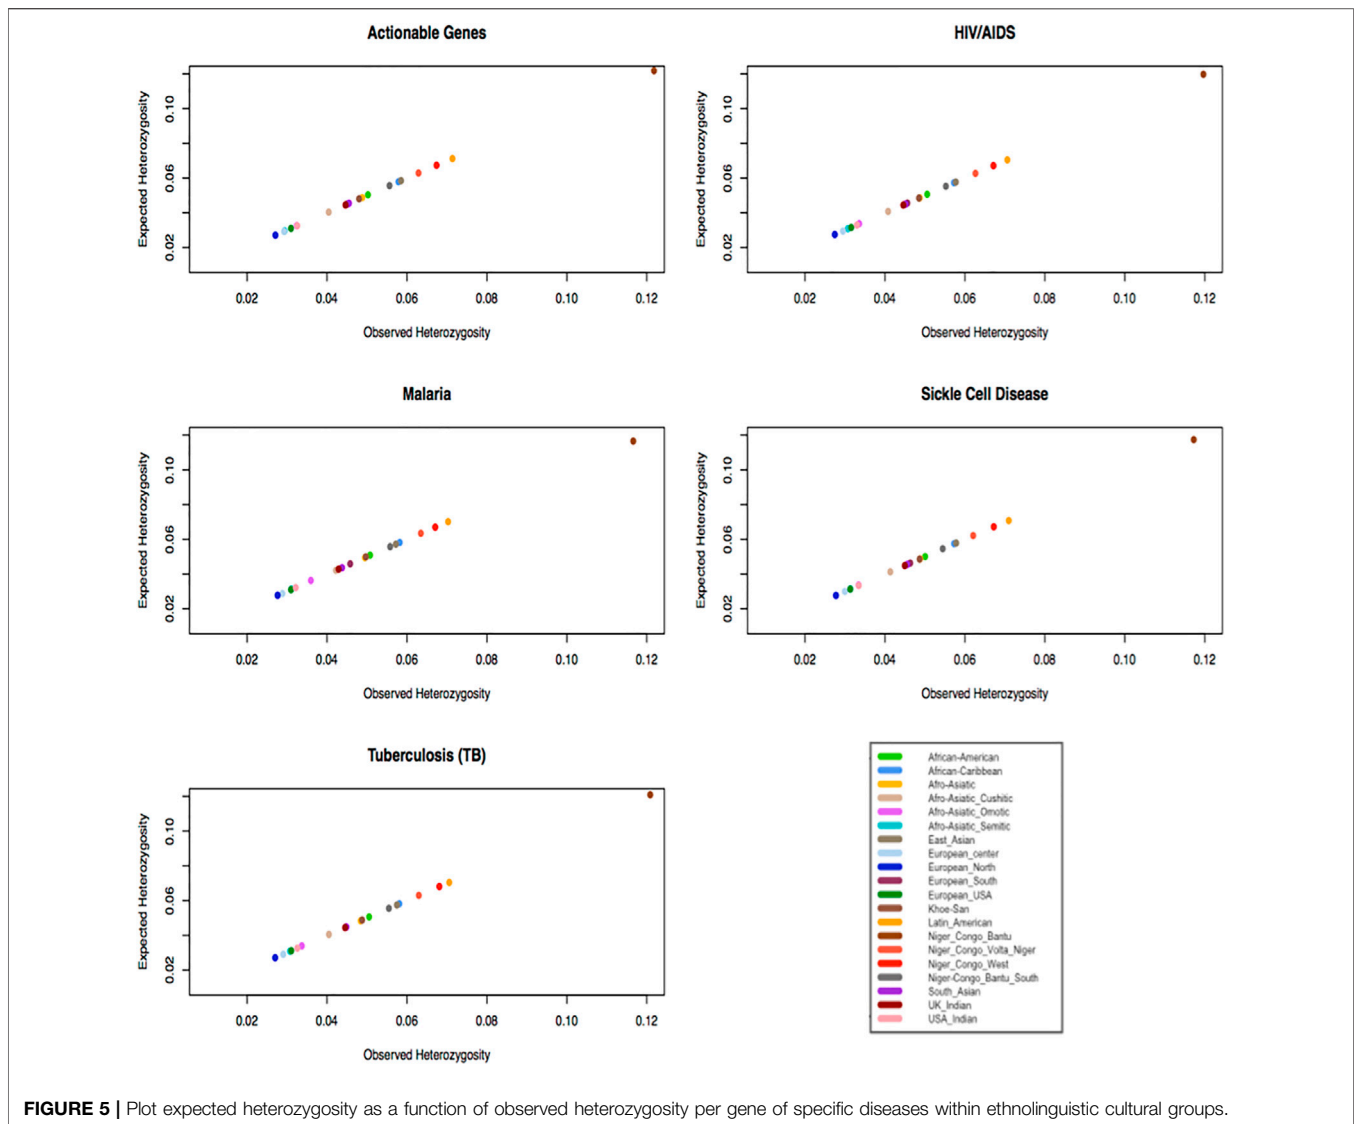 Actionable Genes
Expected Heterozygosity
0.02 0.06 0.10
0.02 0.04 0.06 0.08 0.10 0.12
Observed Heterozygosity
HIV/AIDS
Expected Heterozygosity
0.02 0.06 0.10
0.02 0.04 0.06 0.08 0.10 0.12
Observed Heterozygosity
Malaria
Expected Heterozygosity
0.02 0.06 0.10
0.02 0.04 0.06 0.08 0.10 0.12
Observed Heterozygosity
Sickle Cell Disease
Expected Heterozygosity
0.02 0.06 0.10
0.02 0.04 0.06 0.08 0.10 0.12
Observed Heterozygosity
Tuberculosis (TB)
Expected Heterozygosity
0.02 0.06 0.10
0.02 0.04 0.06 0.08 0.10 0.12
Observed Heterozygosity
African-American
African-Caribbean
Afro-Asiatic
Afro-Asiatic_Cushitic
Afro-Asiatic_Omotic
Afro-Asiatic_Semitic
East_Asian
European_center
European_North
European_South
European_USA
Khoe-San
Latin_American
Niger_Congo_Bantu
Niger_Congo_Volta_Niger
Niger_Congo_West
Niger-Congo_Bantu_South
South_Asian
UK_Indian
USA_Indian
FIGURE 5 | Plot expected heterozygosity as a function of observed heterozygosity per gene of specific diseases within ethnolinguistic cultural groups.